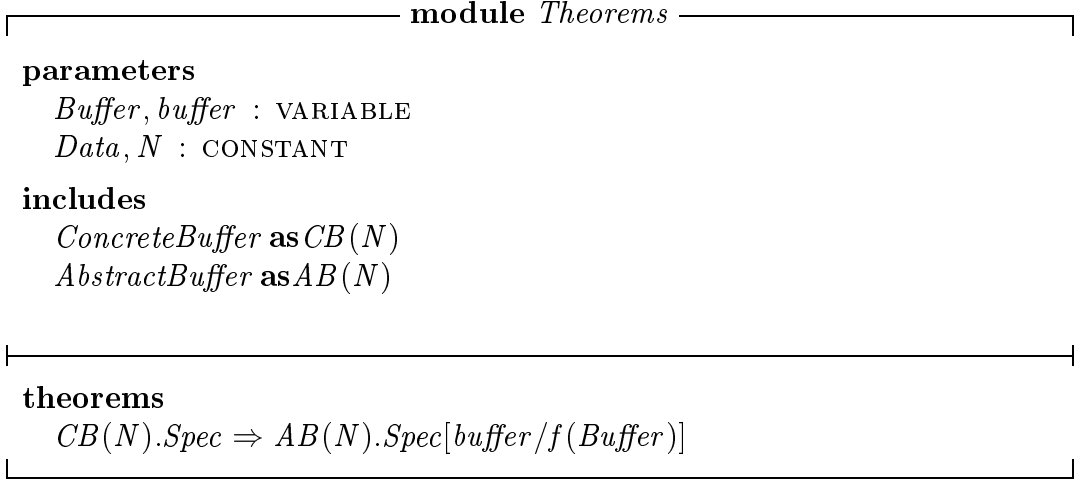 module Theorems
parameters
Buffer, buffer : VARIABLE
Data, N : CONSTANT
includes
ConcreteBuffer as CB(N)
AbstractBuffer as AB(N)
theorems
CB(N).Spec ⇒ AB(N).Spec[buffer/f(Buffer)]